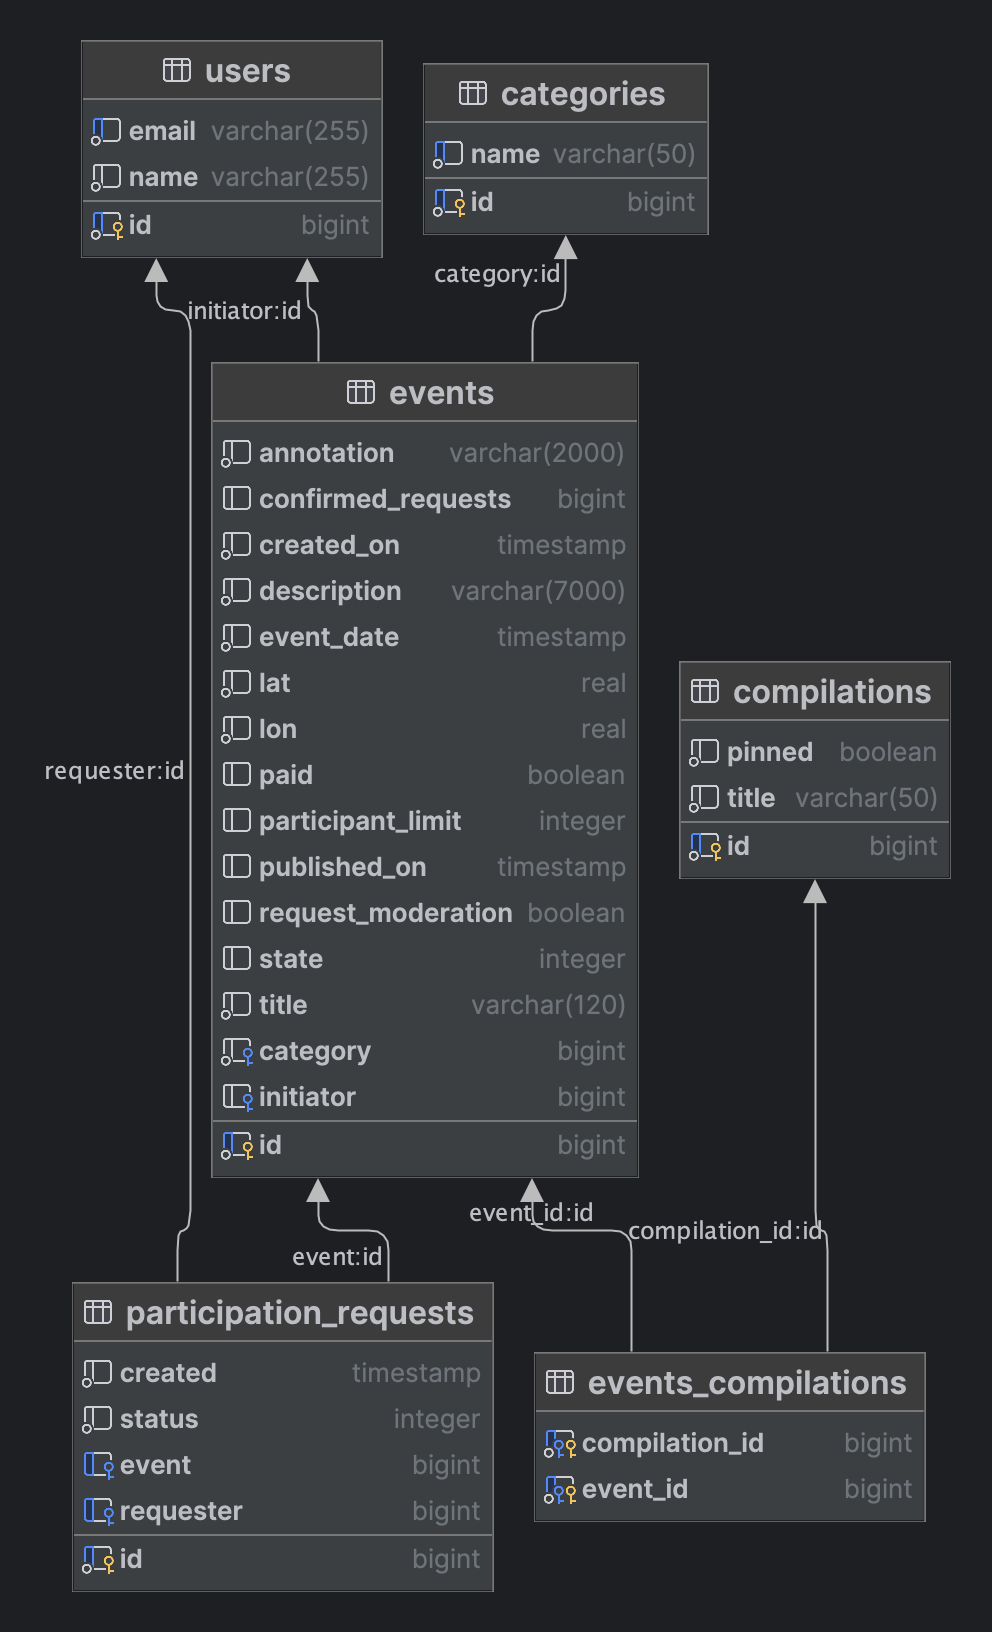 users
email varchar(255)
name varchar(255)
id bigint
categories
name varchar(50)
id bigint
category:id
initiator:id
events
annotation varchar(2000)
confirmed_requests bigint
created_on timestamp
description varchar(7000)
event_date timestamp
lat real
lon real
paid boolean
participant_limit integer
published_on timestamp
request_moderation boolean
state integer
title varchar(120)
category bigint
initiator bigint
id bigint
requester:id
compilations
pinned boolean
title varchar(50)
id bigint
event_id:id
compilation_id:id
event:id
participation_requests
created timestamp
status integer
event bigint
requester bigint
id bigint
events_compilations
compilation_id bigint
event_id bigint